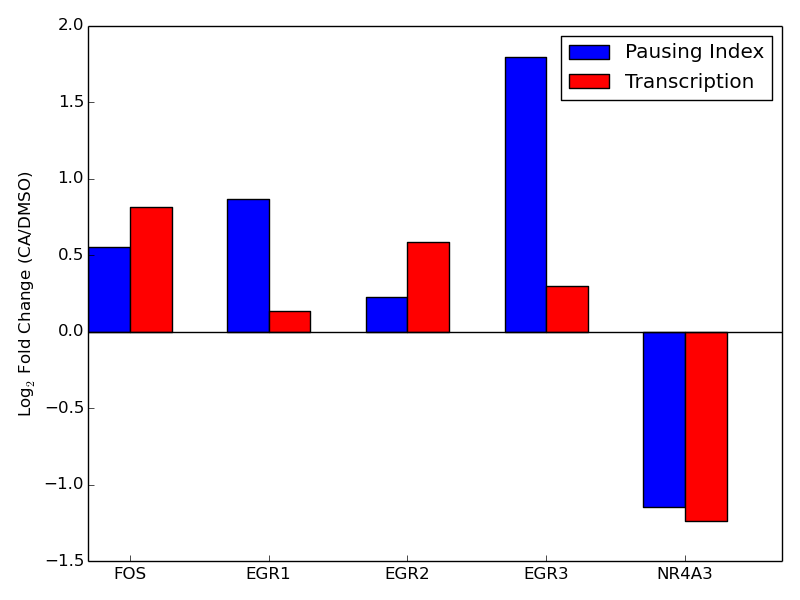 2.0
1.5
1.0
0.5
0.0
−0.5
−1.0
−1.5
Log₂ Fold Change (CA/DMSO)
Pausing Index
Transcription
FOS EGR1 EGR2 EGR3 NR4A3